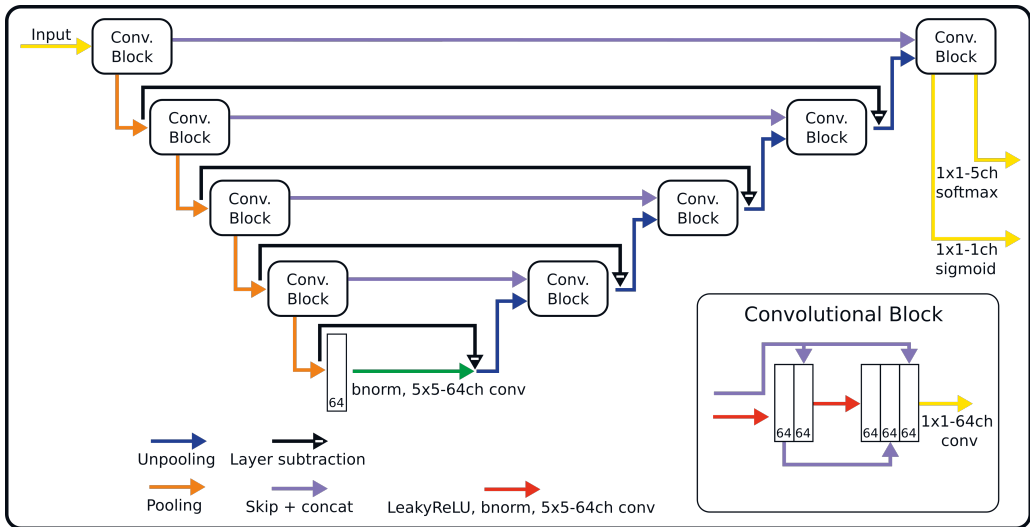 Input
Conv.
Block
Conv.
Block
Conv.
Block
Conv.
Block
Conv.
Block
Conv.
Block
1x1-5ch
softmax
Conv.
Block
Conv.
Block
1x1-1ch
sigmoid
Conv.
Block
Conv.
Block
64
bnorm, 5x5-64ch conv
Convolutional Block
64 64
64 64 64
1x1-64ch
conv
Unpooling
Layer subtraction
Pooling
Skip + concat
LeakyReLU, bnorm, 5x5-64ch conv